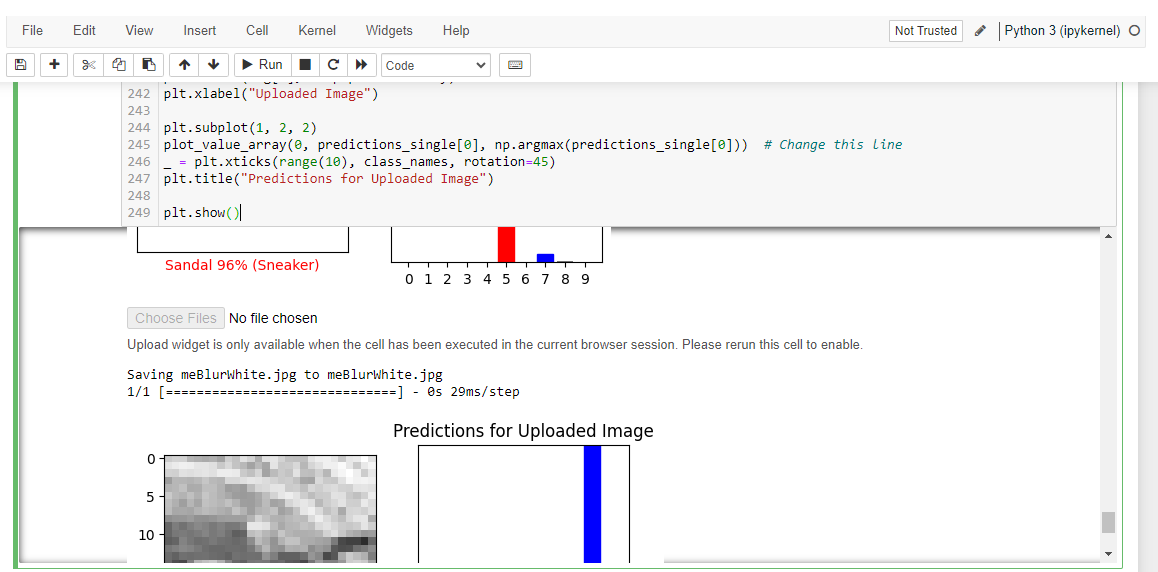 File Edit View Insert Cell Kernel Widgets Help Not Trusted Python 3 (ipykernel)
Run Code
242 plt.xlabel("Uploaded Image")
243
244 plt.subplot(1, 2, 2)
245 plot_value_array(0, predictions_single[0], np.argmax(predictions_single[0])) # Change this line
246 _ = plt.xticks(range(10), class_names, rotation=45)
247 plt.title("Predictions for Uploaded Image")
248
249 plt.show()
Sandal 96% (Sneaker)
0 1 2 3 4 5 6 7 8 9
Choose Files No file chosen
Upload widget is only available when the cell has been executed in the current browser session. Please rerun this cell to enable.
Saving meBlurWhite.jpg to meBlurWhite.jpg
1/1 [==============================] - 0s 29ms/step
Predictions for Uploaded Image
0
5
10